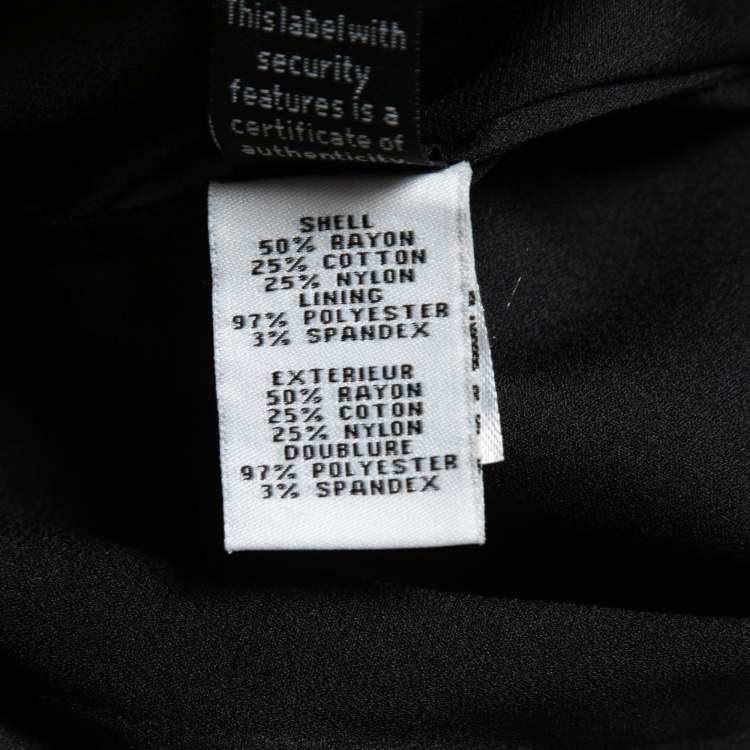 This label with
security
features is a
certificate of
authenticity
SHELL
50% RAYON
25% COTTON
25% NYLON
LINING
97% POLYESTER
3% SPANDEX
EXTERIEUR
50% RAYON
25% COTON
25% NYLON
DOUBLURE
97% POLYESTER
3% SPANDEX